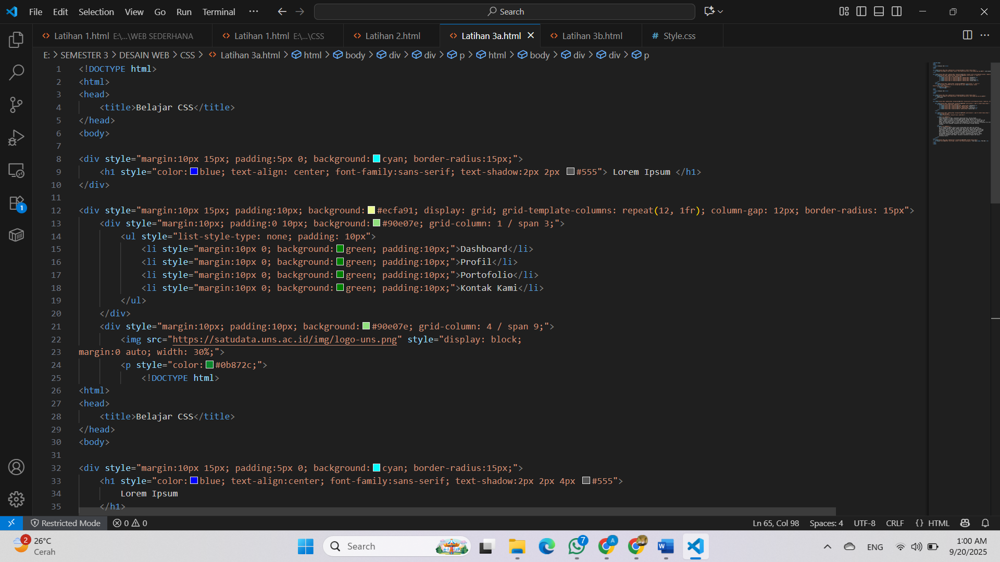 File Edit Selection View Go Run Terminal ··· Search
Latihan 1.html E:\...\WEB SEDERHANA Latihan 1.html E:\...\CSS Latihan 2.html Latihan 3a.html Latihan 3b.html # Style.css
E: > SEMESTER 3 > DESAIN WEB > CSS > Latihan 3a.html > html > body > div > div > p > html > body > div > div > p
1 <!DOCTYPE html>
2 <html>
3 <head>
4 <title>Belajar CSS</title>
5 </head>
6 <body>
7
8 <div style="margin:10px 15px; padding:5px 0; background:cyan; border-radius:15px;">
9 <h1 style="color:blue; text-align: center; font-family:sans-serif; text-shadow:2px 2px #555"> Lorem Ipsum </h1>
10 </div>
11
12 <div style="margin:10px 15px; padding:10px; background:#ecfa91; display: grid; grid-template-columns: repeat(12, 1fr); column-gap: 12px; border-radius: 15px">
13 <div style="margin:10px; padding:0 10px; background:#90e07e; grid-column: 1 / span 3;">
14 <ul style="list-style-type: none; padding: 10px">
15 <li style="margin:10px 0; background:green; padding:10px;">Dashboard</li>
16 <li style="margin:10px 0; background:green; padding:10px;">Profil</li>
17 <li style="margin:10px 0; background:green; padding:10px;">Portofolio</li>
18 <li style="margin:10px 0; background:green; padding:10px;">Kontak Kami</li>
19 </ul>
20 </div>
21 <div style="margin:10px; padding:10px; background:#90e07e; grid-column: 4 / span 9;">
22 <img src="https://satudata.uns.ac.id/img/logo-uns.png" style="display: block;
23 margin:0 auto; width: 30%;">
24 <p style="color:#0b872c;">
25 <!DOCTYPE html>
26 <html>
27 <head>
28 <title>Belajar CSS</title>
29 </head>
30 <body>
31
32 <div style="margin:10px 15px; padding:5px 0; background:cyan; border-radius:15px;">
33 <h1 style="color:blue; text-align:center; font-family:sans-serif; text-shadow:2px 2px 4px #555">
34 Lorem Ipsum
35 </h1>
1
Restricted Mode 0 0 Ln 65, Col 98 Spaces: 4 UTF-8 CRLF {} HTML
2 26°C Search 7 A W ENG 1:00 AM
Cerah 9/20/2025